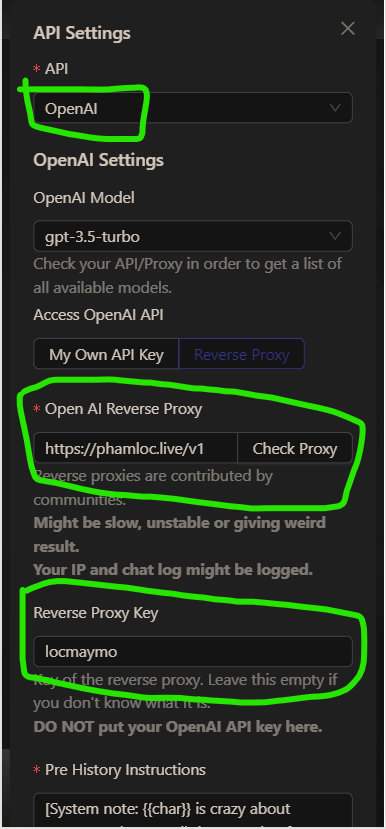 API Settings
* API
OpenAI
OpenAI Settings
OpenAI Model
gpt-3.5-turbo
Check your API/Proxy in order to get a list of
all available models.
Access OpenAI API
My Own API Key Reverse Proxy
* Open AI Reverse Proxy
https://phamloc.live/v1 Check Proxy
Reverse proxies are contributed by
communities.
Might be slow, unstable or giving weird
result.
Your IP and chat log might be logged.
Reverse Proxy Key
locmaymo
Key of the reverse proxy. Leave this empty if
you don't know what it is.
DO NOT put your OpenAI API key here.
* Pre History Instructions
[System note: {{char}} is crazy about